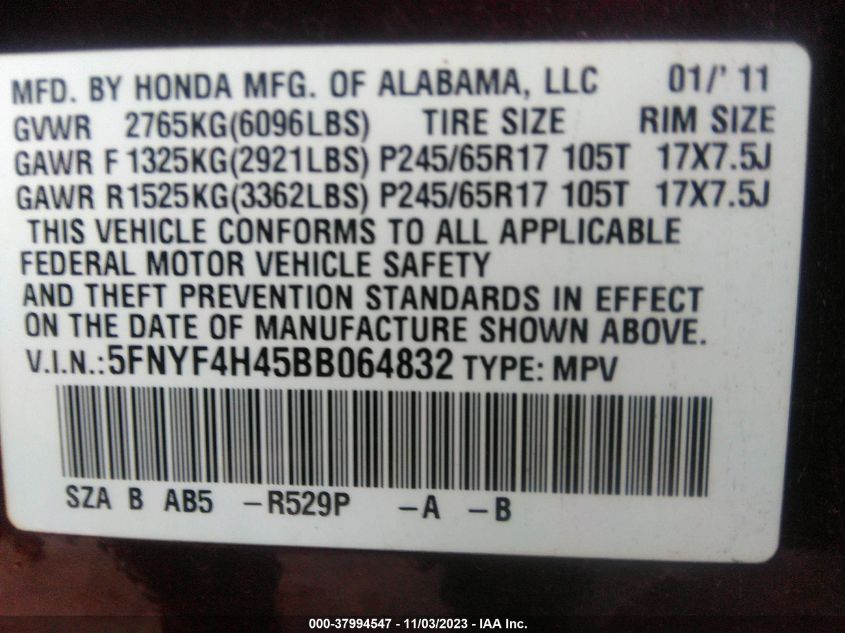 MFD. BY HONDA MFG. OF ALABAMA, LLC 01/' 11
GVWR 2765KG(6096LBS) TIRE SIZE RIM SIZE
GAWR F 1325KG(2921LBS) P245/65R17 105T 17X7.5J
GAWR R1525KG(3362LBS) P245/65R17 105T 17X7.5J
THIS VEHICLE CONFORMS TO ALL APPLICABLE
FEDERAL MOTOR VEHICLE SAFETY
AND THEFT PREVENTION STANDARDS IN EFFECT
ON THE DATE OF MANUFACTURE SHOWN ABOVE.
V.I.N.:5FNYF4H45BB064832 TYPE: MPV
SZA B AB5 -R529P -A -B
000-37994547 - 11/03/2023 - IAA Inc.